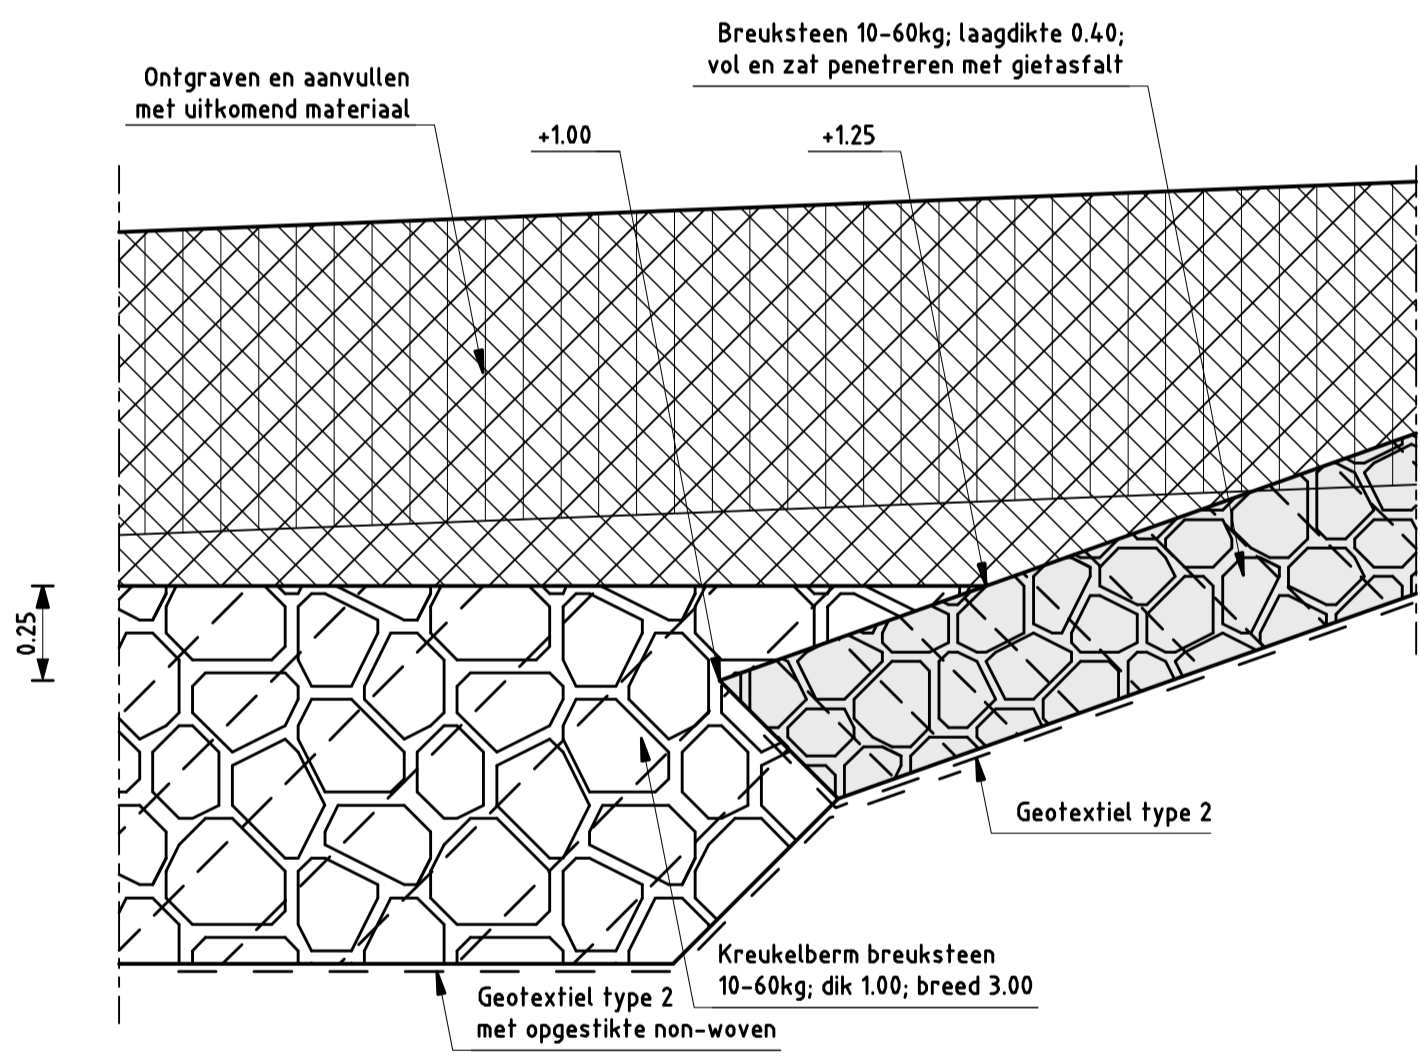 Breuksteen 10-60kg; laagdikte 0.40;
vol en zat penetreren met gietasfalt
Ontgraven en aanvullen
met uitkomend materiaal
+1.00
+1.25
0.25
Geotextiel type 2
Kreukelberm breuksteen
10-60kg; dik 1.00; breed 3.00
Geotextiel type 2
met opgestikte non-woven